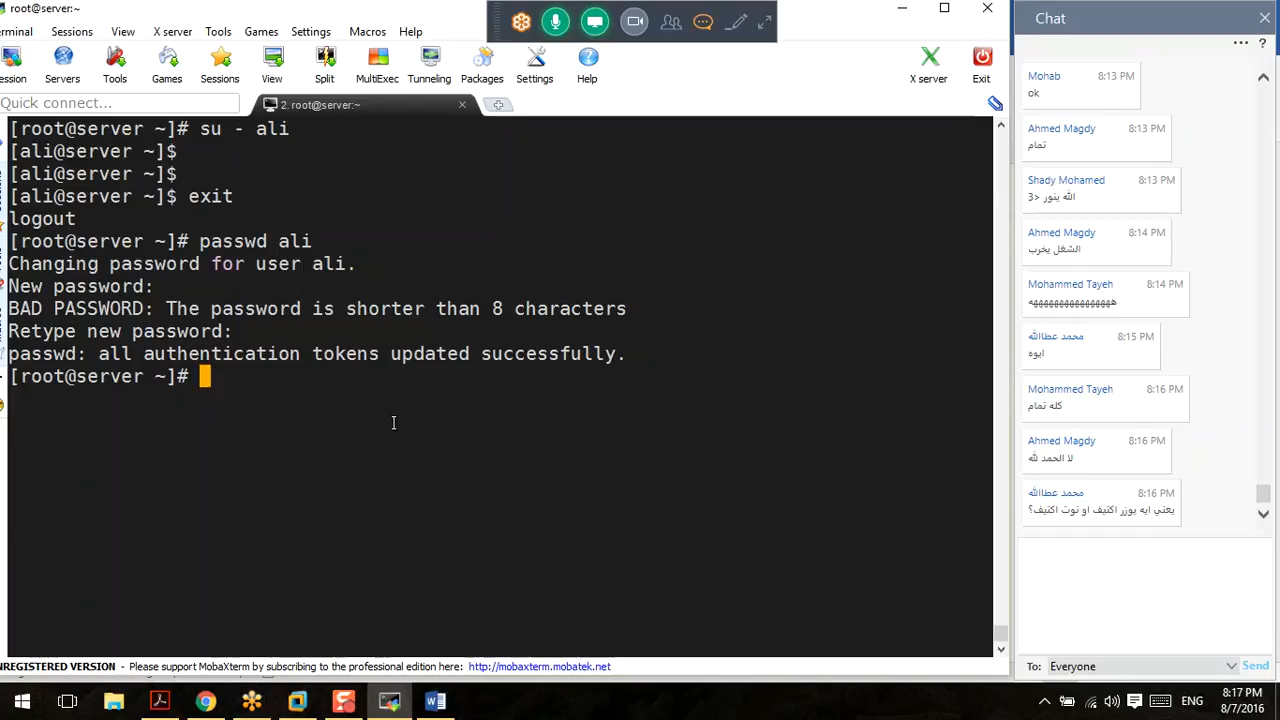 root@server:~
Terminal Sessions View X server Tools Games Settings Macros Help
Session Servers Tools Games Sessions View Split MultiExec Tunneling Packages Settings Help X server Exit
Quick connect...
2. root@server:~
[root@server ~]# su - ali
[ali@server ~]$
[ali@server ~]$
[ali@server ~]$ exit
logout
[root@server ~]# passwd ali
Changing password for user ali.
New password:
BAD PASSWORD: The password is shorter than 8 characters
Retype new password:
passwd: all authentication tokens updated successfully.
[root@server ~]#
UNREGISTERED VERSION - Please support MobaXterm by subscribing to the professional edition here: http://mobaxterm.mobatek.net
Chat
Mohab 8:13 PM
ok
Ahmed Magdy 8:13 PM
تمام
Shady Mohamed 8:13 PM
الله ينور <3
Ahmed Magdy 8:14 PM
الشغل يخرب
Mohammed Tayeh 8:14 PM
محمد عطاالله 8:15 PM
ايوه
Mohammed Tayeh 8:16 PM
كله تمام
Ahmed Magdy 8:16 PM
لا الحمد لله
محمد عطاالله 8:16 PM
يعني ايه يوزر اكتيف او نوت اكتيف؟
To: Everyone Send
ENG
8:17 PM
8/7/2016